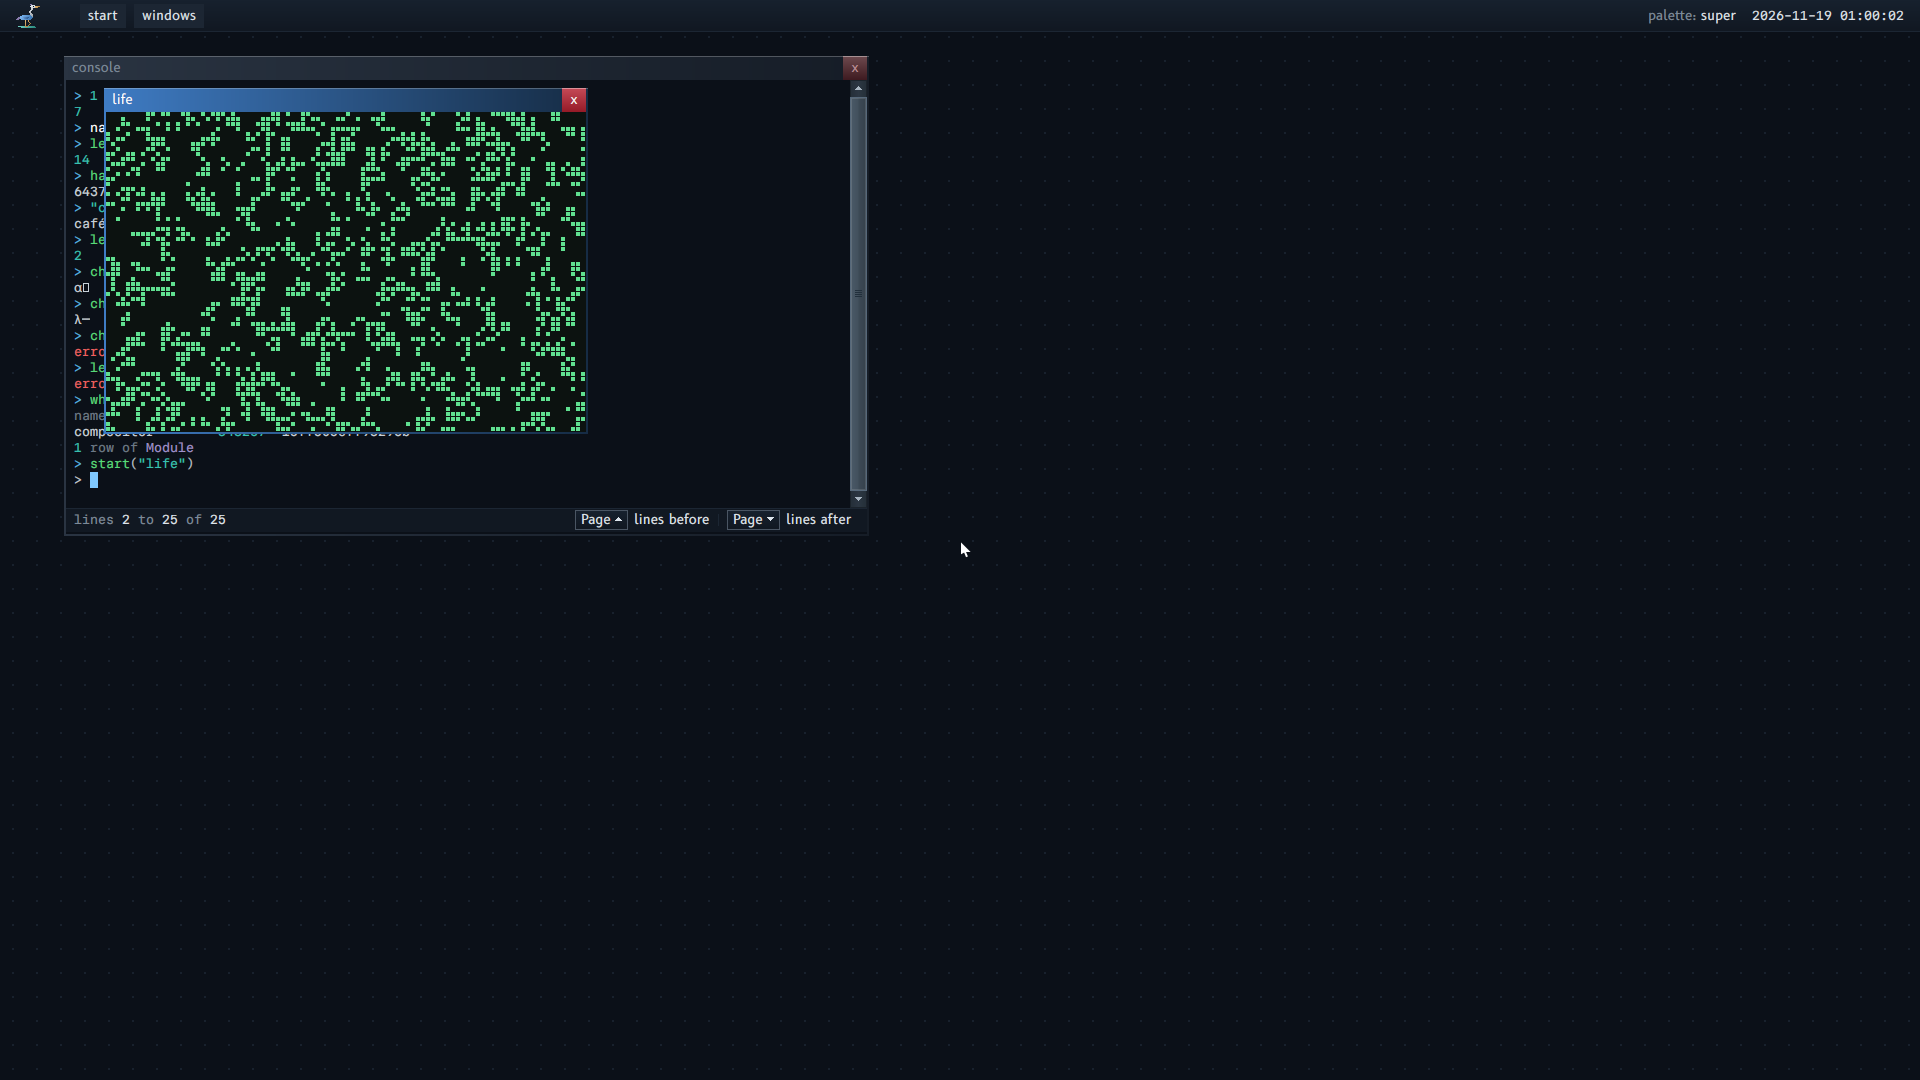 start windows palette: super 2026-11-19 01:00:02
console x
life x
> 1
7
> na
> le
14
> ha
6437
> "c
café
> le
2
> ch
α▯
> ch
λ—
> ch
erro
> le
erro
> wh
name
1 row of Module
> start("life")
>
lines 2 to 25 of 25 Page lines before Page lines after